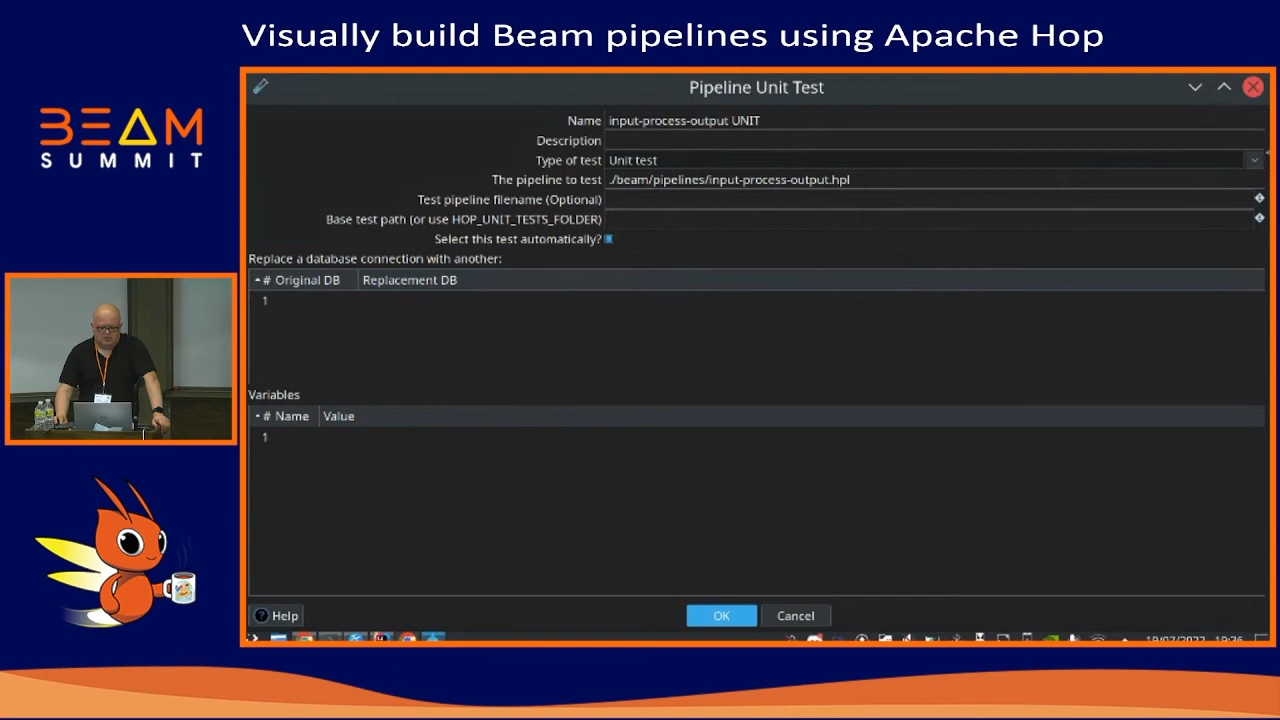 Visually build Beam pipelines using Apache Hop
BEAM
SUMMIT
Pipeline Unit Test
Name input-process-output UNIT
Description
Type of test Unit test
The pipeline to test ./beam/pipelines/input-process-output.hpl
Test pipeline filename (Optional)
Base test path (or use HOP_UNIT_TESTS_FOLDER)
Select this test automatically?
Replace a database connection with another:
# Original DB Replacement DB
1
Variables
# Name Value
1
? Help OK Cancel